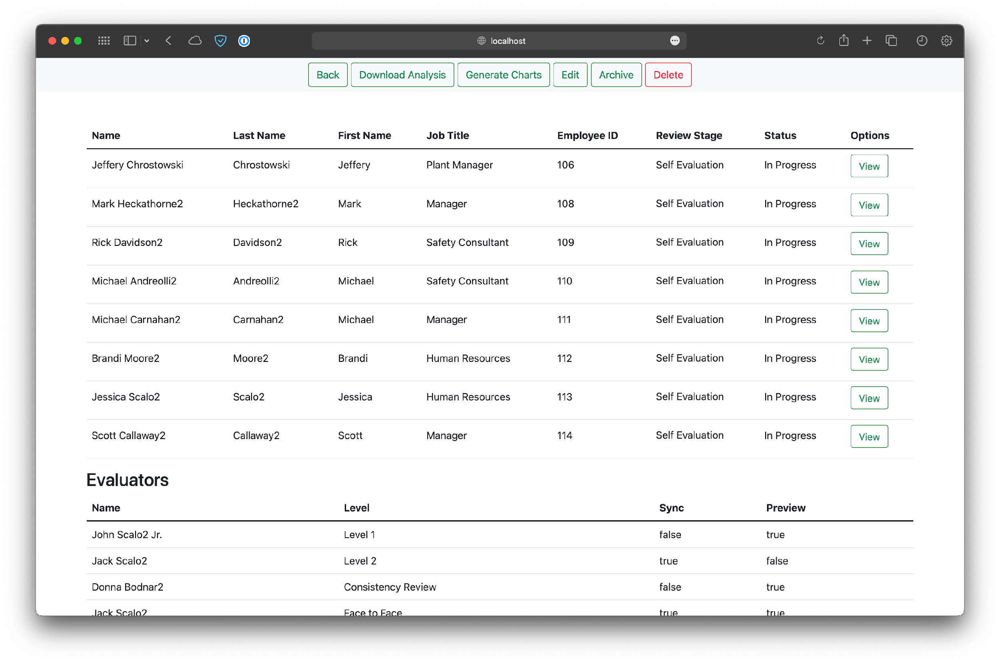 localhost
Back Download Analysis Generate Charts Edit Archive Delete
Name Last Name First Name Job Title Employee ID Review Stage Status Options
Jeffery Chrostowski Chrostowski Jeffery Plant Manager 106 Self Evaluation In Progress View
Mark Heckathorne2 Heckathorne2 Mark Manager 108 Self Evaluation In Progress View
Rick Davidson2 Davidson2 Rick Safety Consultant 109 Self Evaluation In Progress View
Michael Andreolli2 Andreolli2 Michael Safety Consultant 110 Self Evaluation In Progress View
Michael Carnahan2 Carnahan2 Michael Manager 111 Self Evaluation In Progress View
Brandi Moore2 Moore2 Brandi Human Resources 112 Self Evaluation In Progress View
Jessica Scalo2 Scalo2 Jessica Human Resources 113 Self Evaluation In Progress View
Scott Callaway2 Callaway2 Scott Manager 114 Self Evaluation In Progress View
Evaluators
Name Level Sync Preview
John Scalo2 Jr. Level 1 false true
Jack Scalo2 Level 2 true false
Donna Bodnar2 Consistency Review false true
Jack Scalo2 Face to Face true true